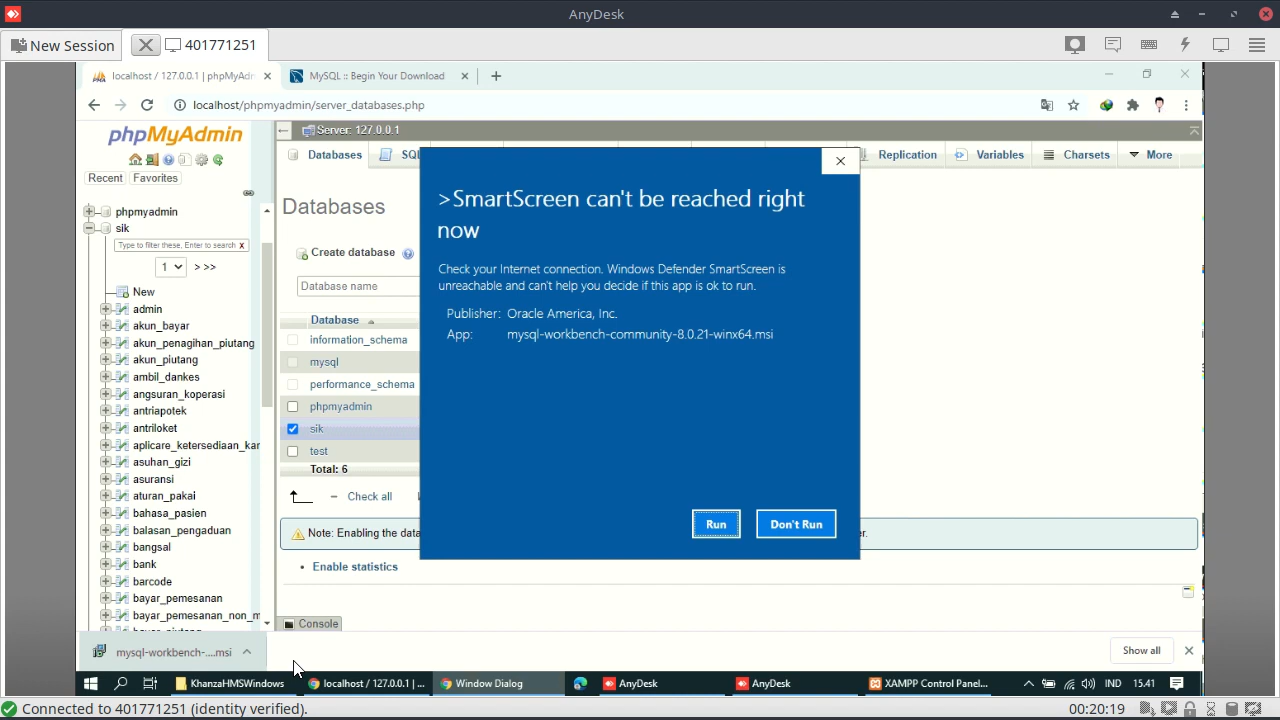 AnyDesk
New Session
401771251
localhost / 127.0.0.1 | phpMyAdr
MySQL :: Begin Your Download
localhost/phpmyadmin/server_databases.php
phpMyAdmin
Server: 127.0.0.1
Databases
SQL
Replication
Variables
Charsets
More
Recent
Favorites
phpmyadmin
sik
Type to filter these, Enter to search X
1 > >>
New
admin
akun_bayar
akun_penagihan_piutang
akun_piutang
ambil_dankes
angsuran_koperasi
antriapotek
antriloket
aplicare_ketersediaan_kar
asuhan_gizi
asuransi
aturan_pakai
bahasa_pasien
balasan_pengaduan
bangsal
bank
barcode
bayar_pemesanan
bayar_pemesanan_non_m
Databases
Create database
Database name
Database
information_schema
mysql
performance_schema
phpmyadmin
sik
test
Total: 6
Check all
Note: Enabling the data
er.
Enable statistics
Console
>SmartScreen can't be reached right
now
Check your Internet connection. Windows Defender SmartScreen is
unreachable and can't help you decide if this app is ok to run.
Publisher: Oracle America, Inc.
App: mysql-workbench-community-8.0.21-winx64.msi
Run
Don't Run
mysql-workbench-....msi
Show all
KhanzaHMSWindows
localhost / 127.0.0.1 | ...
Window Dialog
AnyDesk
AnyDesk
XAMPP Control Panel...
IND
15.41
Connected to 401771251 (identity verified).
00:20:19